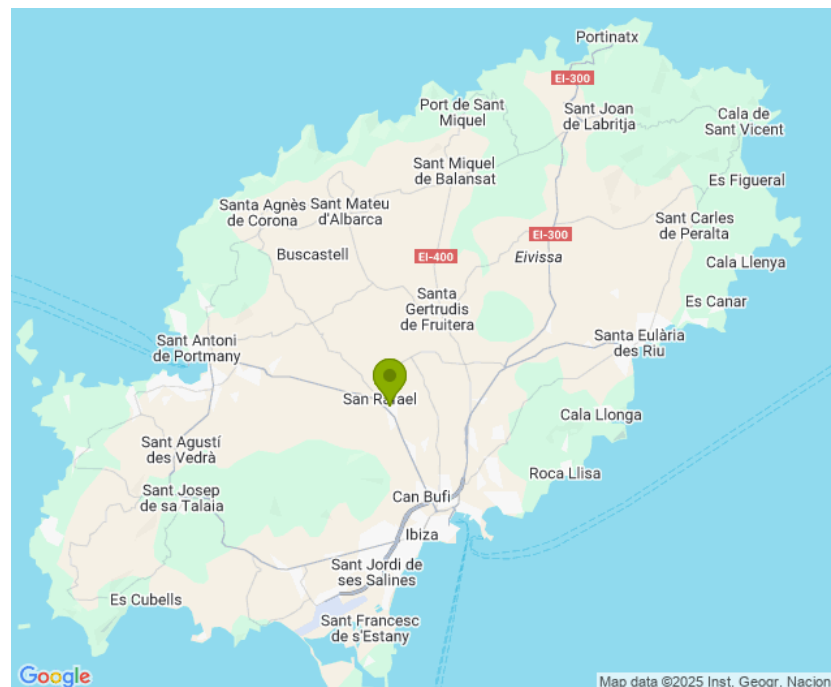 Portinatx
EI-300
Port de Sant
Miquel
Sant Joan
de Labritja
Cala de
Sant Vicent
Sant Miquel
de Balansat
Es Figueral
Santa Agnès
de Corona
Sant Mateu
d'Albarca
Sant Carles
de Peralta
EI-300
Buscastell
EI-400
Eivissa
Cala Llenya
Santa
Gertrudis
de Fruitera
Es Canar
Sant Antoni
de Portmany
Santa Eulària
des Riu
San Rafael
Cala Llonga
Sant Agustí
des Vedrà
Roca Llisa
Sant Josep
de sa Talaia
Can Bufi
Ibiza
Sant Jordi de
ses Salines
Es Cubells
Sant Francesc
de s'Estany
Google
Map data ©2025 Inst. Geogr. Nacion